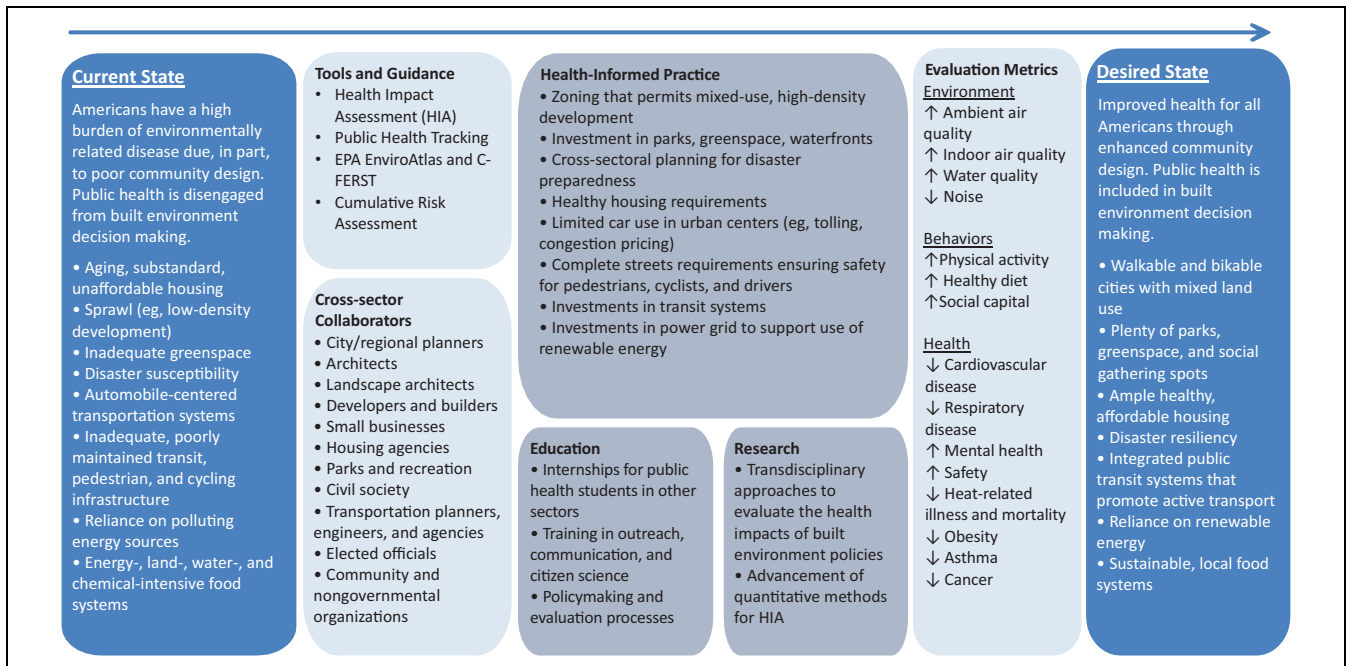 Current State
Americans have a high
burden of environmentally
related disease due, in part,
to poor community design.
Public health is disengaged
from built environment
decision making.
• Aging, substandard,
unaffordable housing
• Sprawl (eg, low-density
development)
• Inadequate greenspace
• Disaster susceptibility
• Automobile-centered
transportation systems
• Inadequate, poorly
maintained transit,
pedestrian, and cycling
infrastructure
• Reliance on polluting
energy sources
• Energy-, land-, water-, and
chemical-intensive food
systems
Tools and Guidance
• Health Impact
Assessment (HIA)
• Public Health Tracking
• EPA EnviroAtlas and C-
FERST
• Cumulative Risk
Assessment
Cross-sector
Collaborators
• City/regional planners
• Architects
• Landscape architects
• Developers and builders
• Small businesses
• Housing agencies
• Parks and recreation
• Civil society
• Transportation planners,
engineers, and agencies
• Elected officials
• Community and
nongovernmental
organizations
Health-Informed Practice
• Zoning that permits mixed-use, high-density
development
• Investment in parks, greenspace, waterfronts
• Cross-sectoral planning for disaster
preparedness
• Healthy housing requirements
• Limited car use in urban centers (eg, tolling,
congestion pricing)
• Complete streets requirements ensuring safety
for pedestrians, cyclists, and drivers
• Investments in transit systems
• Investments in power grid to support use of
renewable energy
Education
• Internships for public
health students in other
sectors
• Training in outreach,
communication, and
citizen science
• Policymaking and
evaluation processes
Research
• Transdisciplinary
approaches to
evaluate the health
impacts of built
environment policies
• Advancement of
quantitative methods
for HIA
Evaluation Metrics
Environment
↑ Ambient air
quality
↑ Indoor air quality
↑ Water quality
↓ Noise
Behaviors
↑Physical activity
↑ Healthy diet
↑Social capital
Health
↓ Cardiovascular
disease
↓ Respiratory
disease
↑ Mental health
↑ Safety
↓ Heat-related
illness and mortality
↓ Obesity
↓ Asthma
↓ Cancer
Desired State
Improved health for all
Americans through
enhanced community
design. Public health is
included in built
environment decision
making.
• Walkable and bikable
cities with mixed land
use
• Plenty of parks,
greenspace, and social
gathering spots
• Ample healthy,
affordable housing
• Disaster resiliency
• Integrated public
transit systems that
promote active transport
• Reliance on renewable
energy
• Sustainable, local food
systems